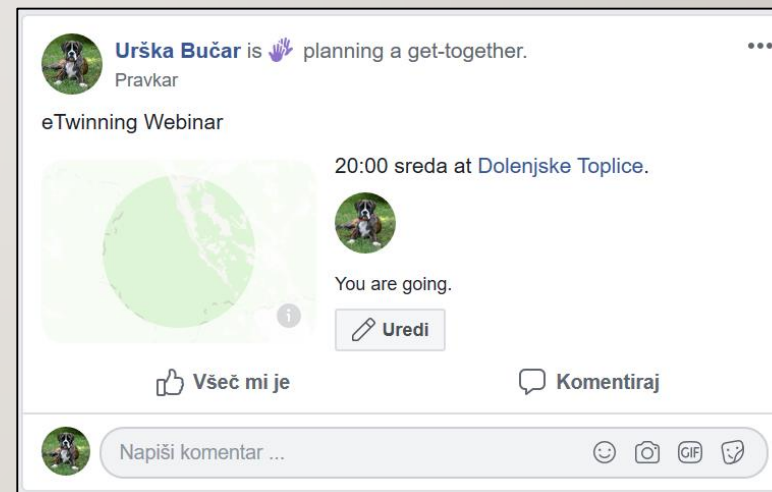 Urška Bučar is planning a get-together.
Pravkar
eTwinning Webinar
20:00 sreda at Dolenjske Toplice.
You are going.
Uredi
Všeč mi je
Komentiraj
Napiši komentar ...
GIF